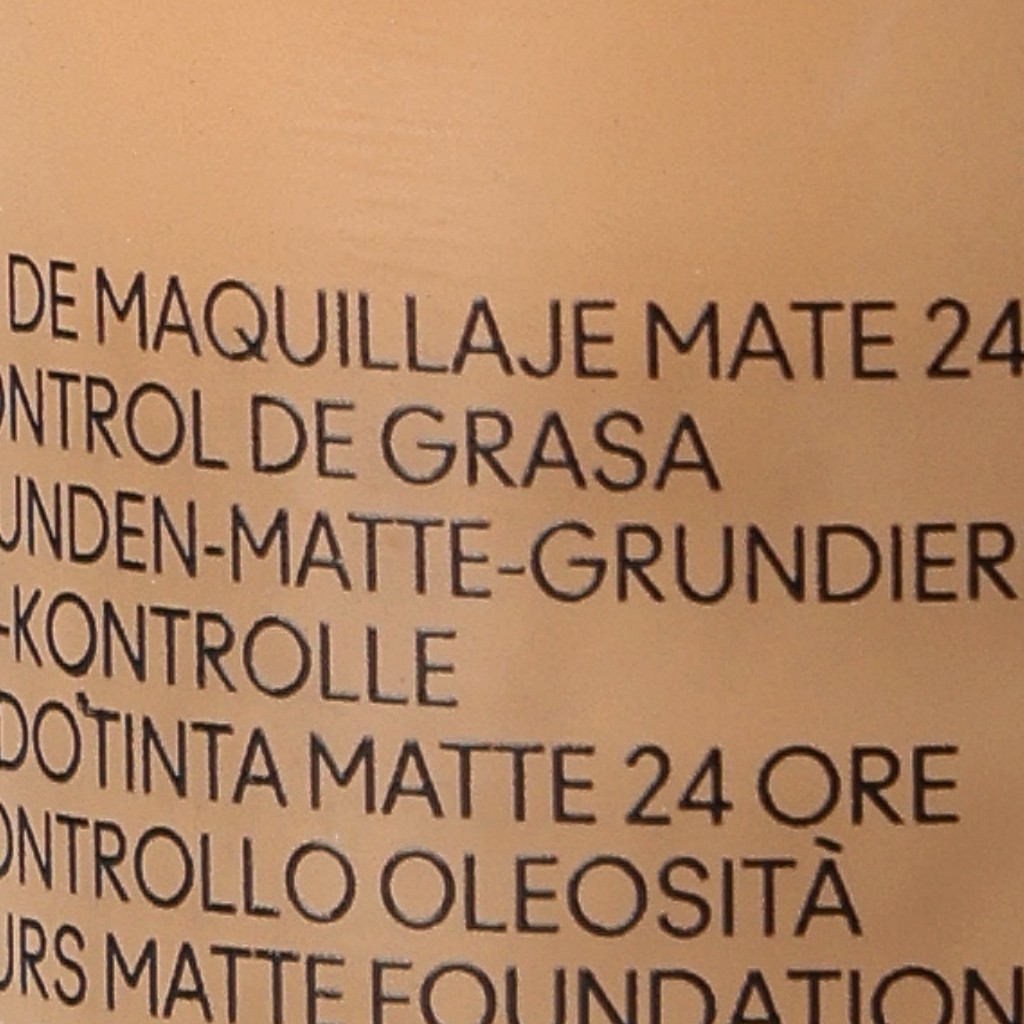 DE MAQUILLAJE MATE 24
ONTROL DE GRASA
UNDEN-MATTE-GRUNDIER
-KONTROLLE
DOTINTA MATTE 24 ORE
ONTROLLO OLEOSITÀ
URS MATTE FOUNDATION